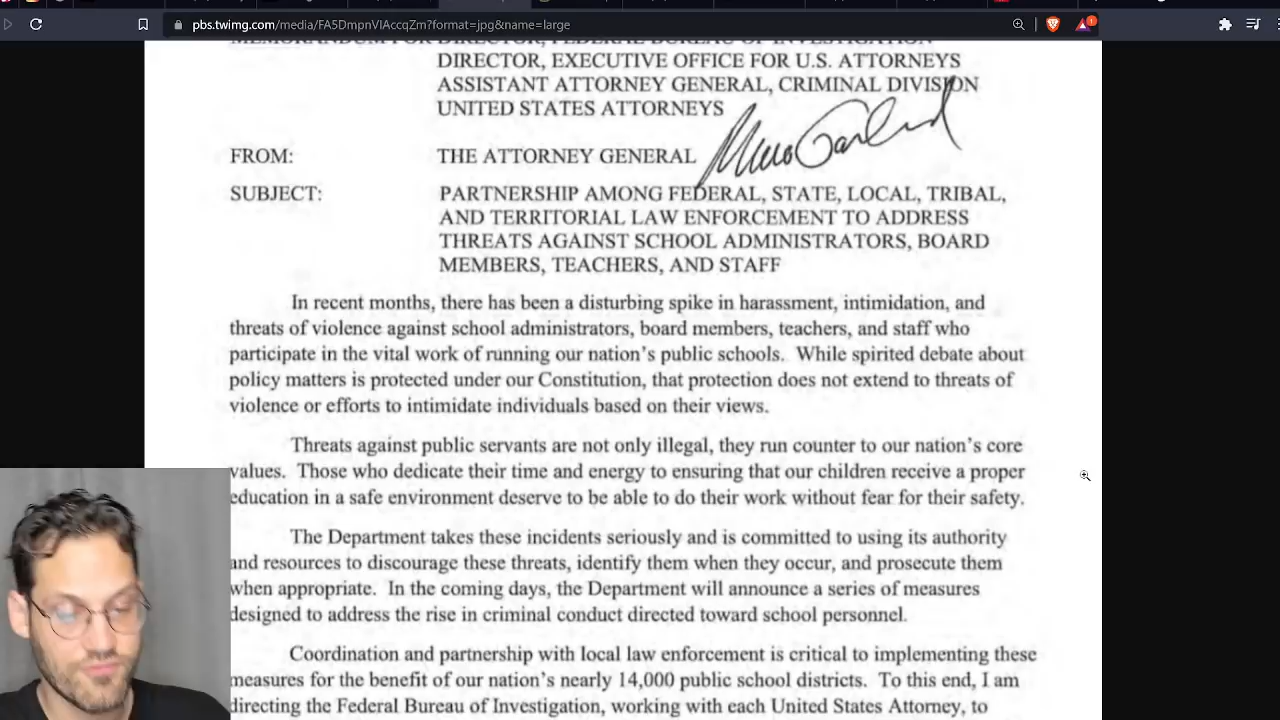 pbs.twimg.com/media/FA5DmpnVIAccqZm?format=jpg&name=large
MEMORANDUM FOR DIRECTOR, FEDERAL BUREAU OF INVESTIGATION
DIRECTOR, EXECUTIVE OFFICE FOR U.S. ATTORNEYS
ASSISTANT ATTORNEY GENERAL, CRIMINAL DIVISION
UNITED STATES ATTORNEYS
FROM: THE ATTORNEY GENERAL
SUBJECT: PARTNERSHIP AMONG FEDERAL, STATE, LOCAL, TRIBAL,
AND TERRITORIAL LAW ENFORCEMENT TO ADDRESS
THREATS AGAINST SCHOOL ADMINISTRATORS, BOARD
MEMBERS, TEACHERS, AND STAFF
In recent months, there has been a disturbing spike in harassment, intimidation, and
threats of violence against school administrators, board members, teachers, and staff who
participate in the vital work of running our nation's public schools. While spirited debate about
policy matters is protected under our Constitution, that protection does not extend to threats of
violence or efforts to intimidate individuals based on their views.
Threats against public servants are not only illegal, they run counter to our nation's core
values. Those who dedicate their time and energy to ensuring that our children receive a proper
education in a safe environment deserve to be able to do their work without fear for their safety.
The Department takes these incidents seriously and is committed to using its authority
and resources to discourage these threats, identify them when they occur, and prosecute them
when appropriate. In the coming days, the Department will announce a series of measures
designed to address the rise in criminal conduct directed toward school personnel.
Coordination and partnership with local law enforcement is critical to implementing these
measures for the benefit of our nation's nearly 14,000 public school districts. To this end, I am
directing the Federal Bureau of Investigation, working with each United States Attorney, to